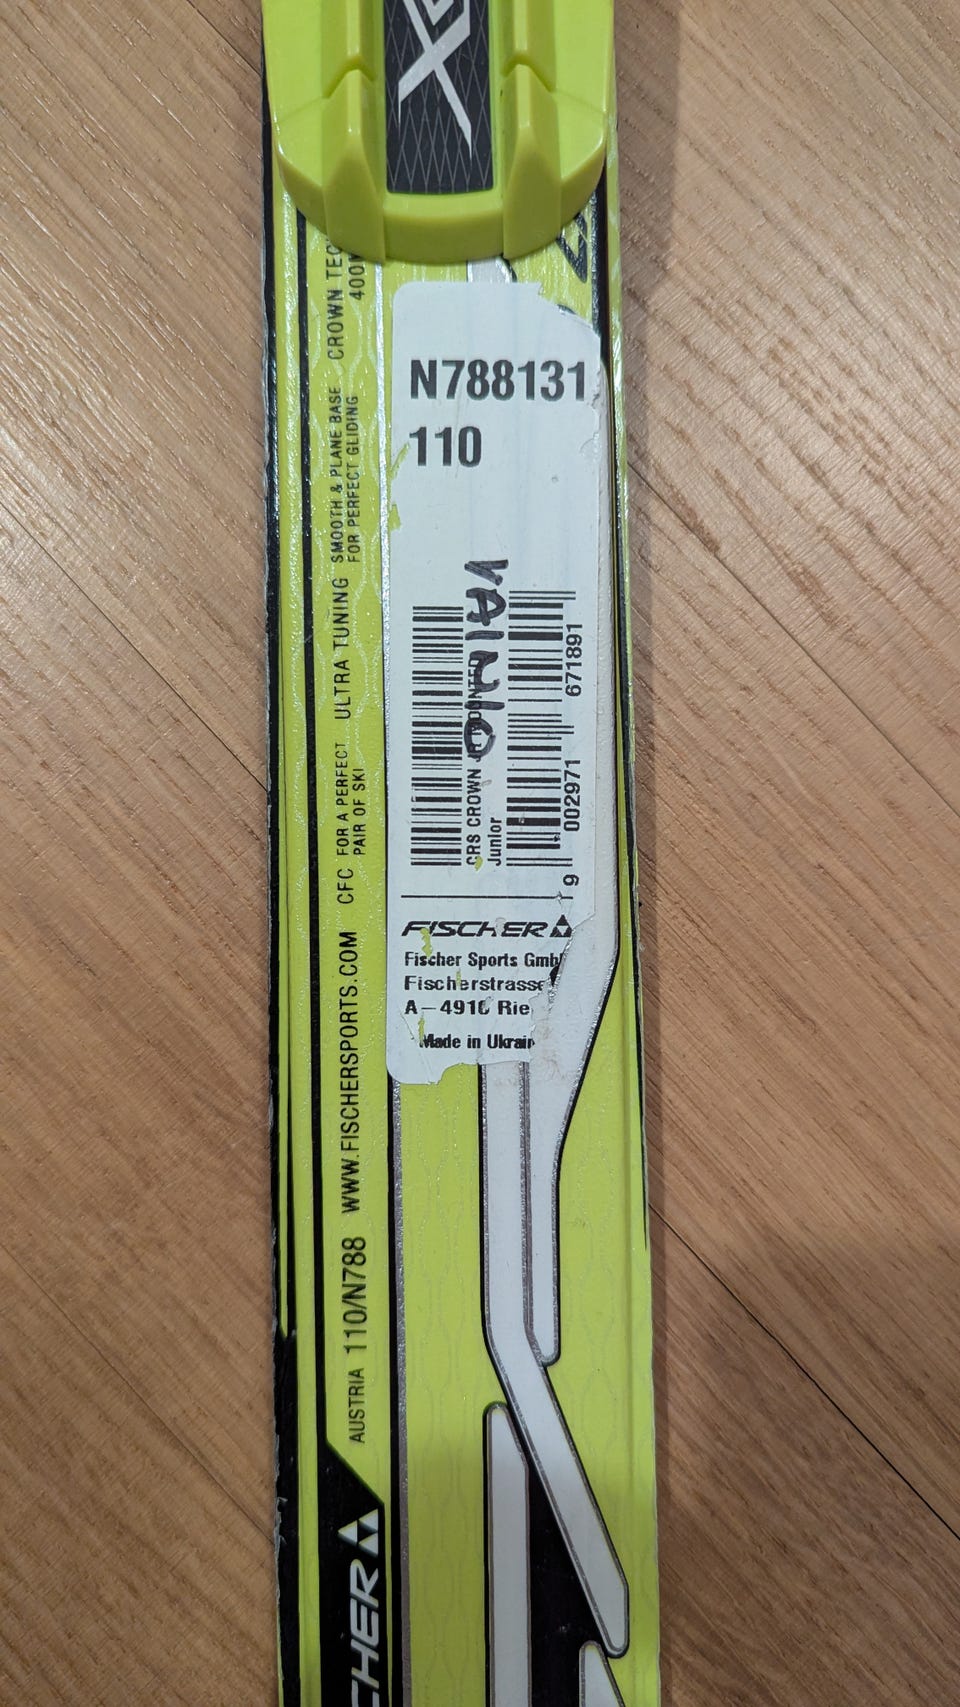 N788131
110
VAINIO
CRS CROWN
Junior
9 002971 671891
FISCHER
Fischer Sports Gmb
Fischerstrasse
A-4910 Rie
Made in Ukrain
CROWN TEC
400
SMOOTH & PLANE BASE
FOR PERFECT GLIDING
ULTRA TUNING
FOR A PERFECT
PAIR OF SKI
CFC
WWW.FISCHERSPORTS.COM
110/N788
AUSTRIA
CHER